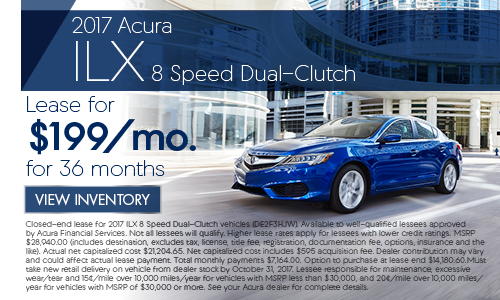 2017 Acura
ILX 8 Speed Dual-Clutch
Lease for
$199/mo.
for 36 months
VIEW INVENTORY
Closed-end lease for 2017 ILX 8 Speed Dual-Clutch vehicles (DE2F3HJW). Available to well-qualified lessees approved
by Acura Financial Services. Not all lessees will qualify. Higher lease rates apply for lessees with lower credit ratings. MSRP
$28,940.00 (includes destination, excludes tax, license, title fee, registration, documentation fee, options, insurance and the
like). Actual net capitalized cost $21,204.65. Net capitalized cost includes $595 acquisition fee. Dealer contribution may vary
and could affect actual lease payment. Total monthly payments $7,164.00. Option to purchase at lease end $14,180.60.Must
take new retail delivery on vehicle from dealer stock by October 31, 2017. Lessee responsible for maintenance, excessive
wear/tear and 15¢/mile over 10,000 miles/year for vehicles with MSRP less than $30,000, and 20¢/mile over 10,000 miles/
year for vehicles with MSRP of $30,000 or more. See your Acura dealer for complete details.